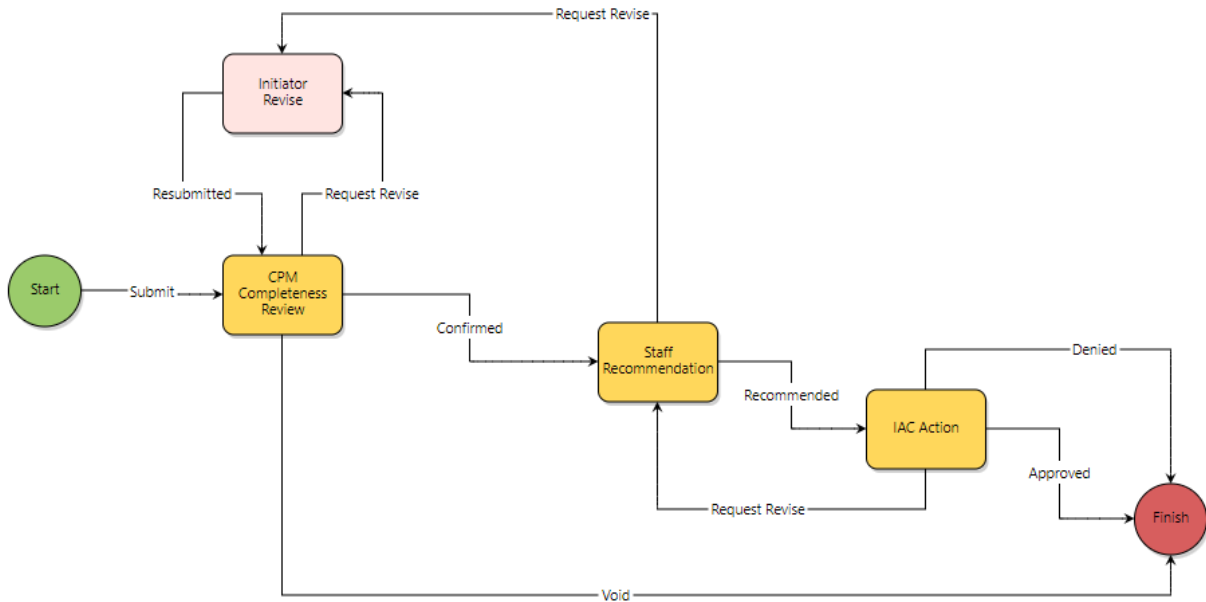 Request Revise
Initiator
Revise
Resubmitted
Request Revise
Start
Submit
CPM
Completeness
Review
Confirmed
Staff
Recommendation
Recommended
Denied
IAC Action
Approved
Request Revise
Finish
Void